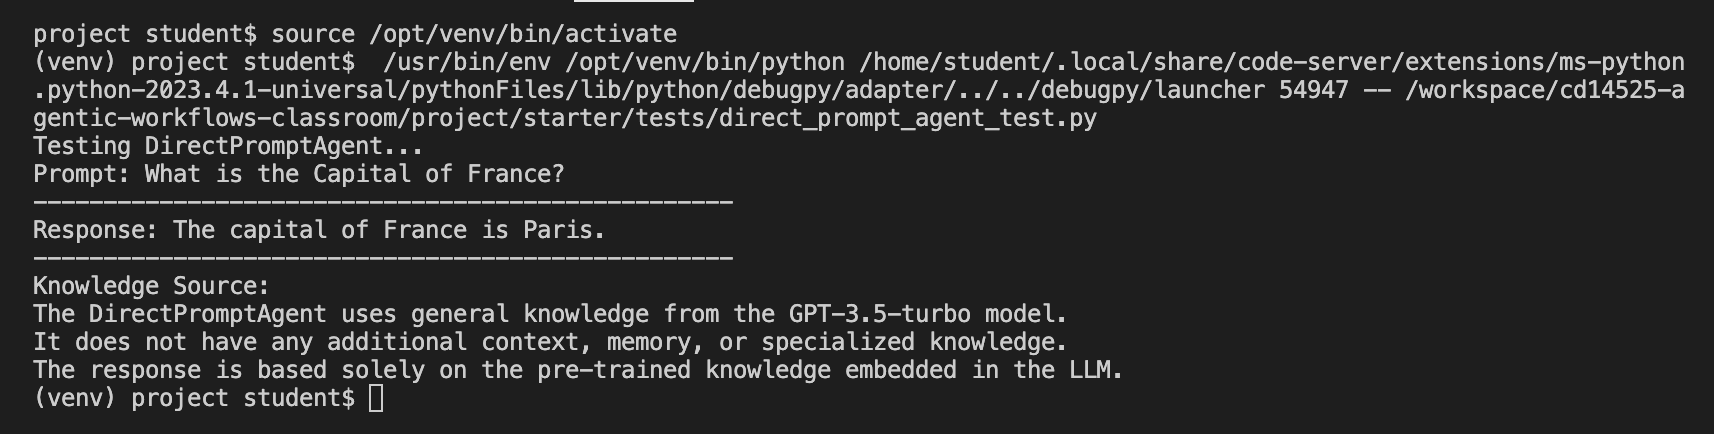 project student$ source /opt/venv/bin/activate
(venv) project student$  /usr/bin/env /opt/venv/bin/python /home/student/.local/share/code-server/extensions/ms-python
.python-2023.4.1-universal/pythonFiles/lib/python/debugpy/adapter/../../debugpy/launcher 54947 -- /workspace/cd14525-a
gentic-workflows-classroom/project/starter/tests/direct_prompt_agent_test.py
Testing DirectPromptAgent...
Prompt: What is the Capital of France?
--------------------------------------------------
Response: The capital of France is Paris.
--------------------------------------------------
Knowledge Source:
The DirectPromptAgent uses general knowledge from the GPT-3.5-turbo model.
It does not have any additional context, memory, or specialized knowledge.
The response is based solely on the pre-trained knowledge embedded in the LLM.
(venv) project student$